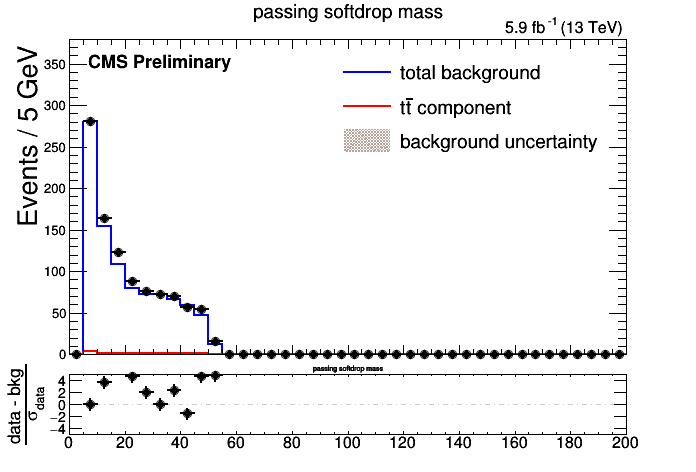 passing softdrop mass
5.9 fb⁻¹ (13 TeV)
CMS Preliminary
total background
tt̄ component
background uncertainty
Events / 5 GeV
350
300
250
200
150
100
50
0
passing softdrop mass
data - bkg
σdata
4
2
0
−2
−4
0 20 40 60 80 100 120 140 160 180 200